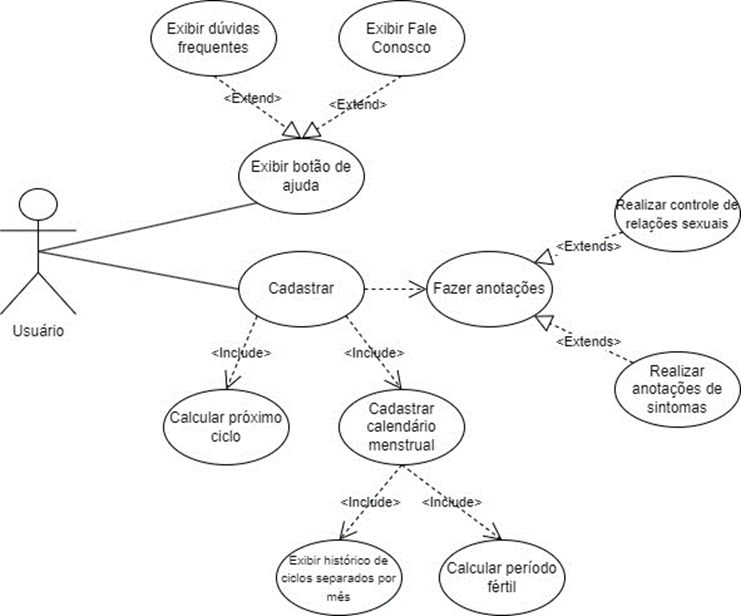 Exibir dúvidas
frequentes
Exibir Fale
Conosco
<Extend>
<Extend>
Exibir botão de
ajuda
Realizar controle de
relações sexuais
<Extends>
Usuário
Cadastrar
Fazer anotações
<Extends>
<Include>
<Include>
Realizar
anotações de
sintomas
Calcular próximo
ciclo
Cadastrar
calendário
menstrual
<Include>
<Include>
Exibir histórico de
ciclos separados por
mês
Calcular período
fértil